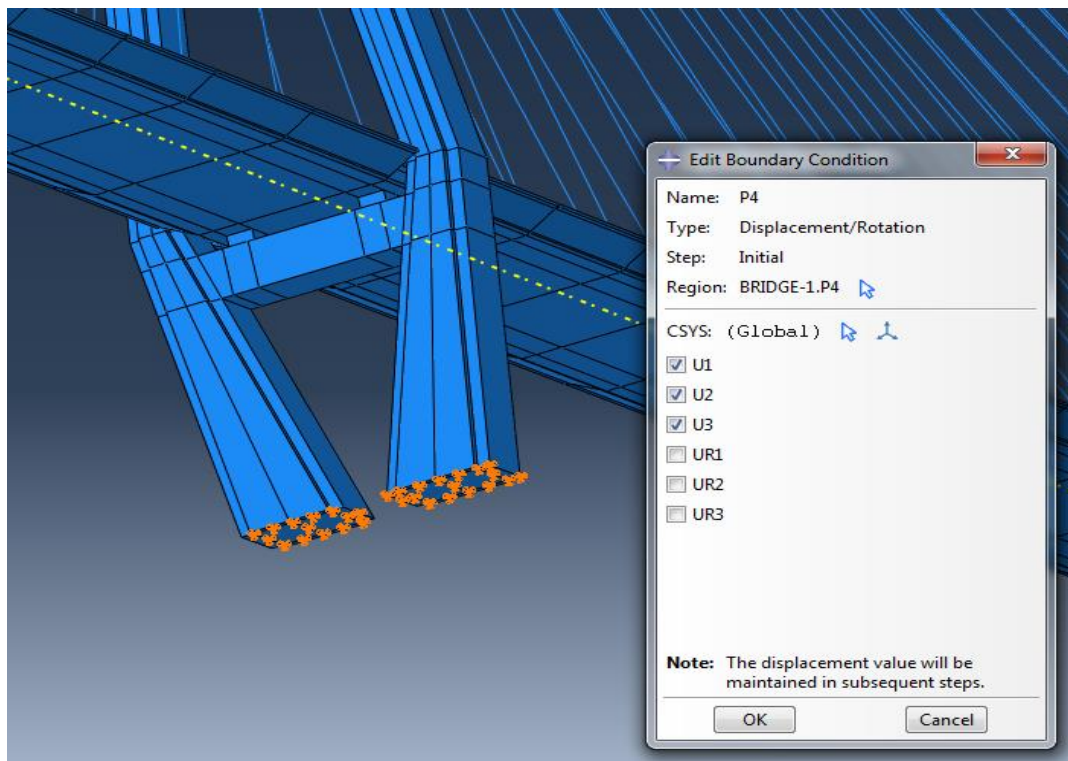 Edit Boundary Condition
Name: P4
Type: Displacement/Rotation
Step: Initial
Region: BRIDGE-1.P4
CSYS: (Global)
U1
U2
U3
UR1
UR2
UR3
Note: The displacement value will be
maintained in subsequent steps.
OK Cancel